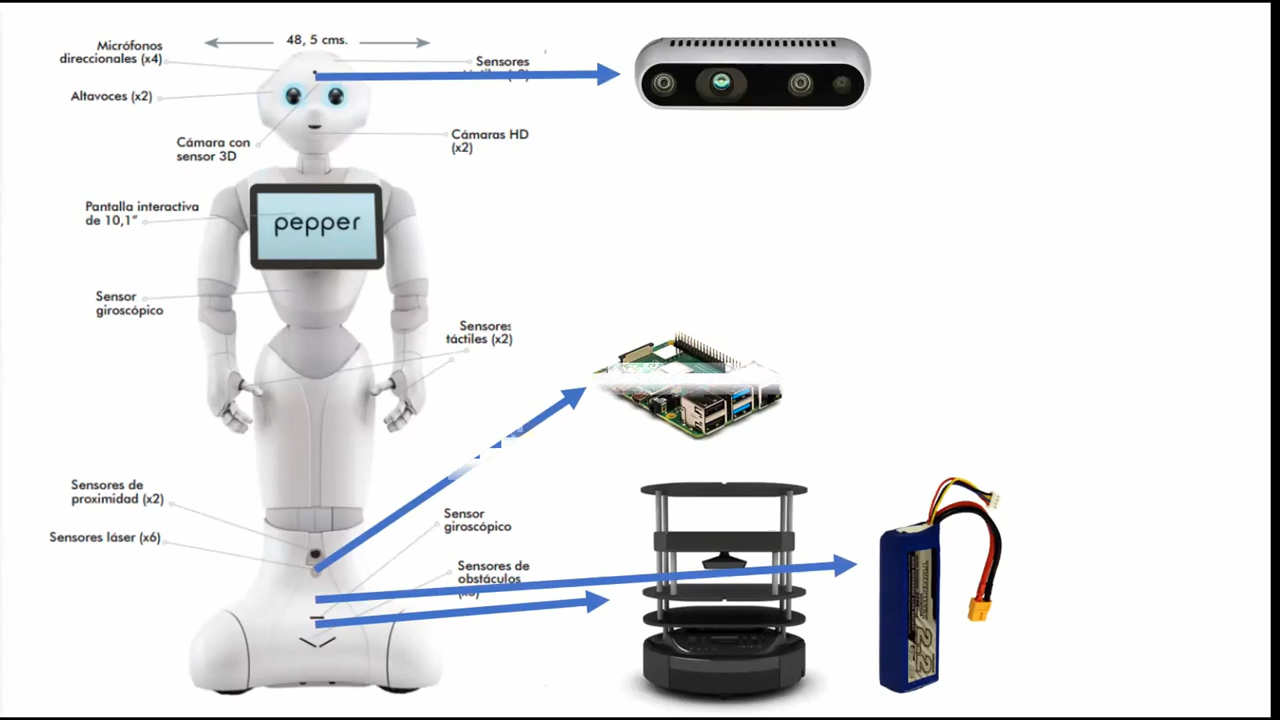 48, 5 cms.
Micrófonos
direccionales (x4)
Sensores
Altavoces (x2)
Cámara con
sensor 3D
Cámaras HD
(x2)
Pantalla interactiva
de 10,1”
pepper
Sensor
giroscópico
Sensores
táctiles (x2)
Sensores de
proximidad (x2)
Sensores láser (x6)
Sensor
giroscópico
Sensores de
obstáculos
2.2